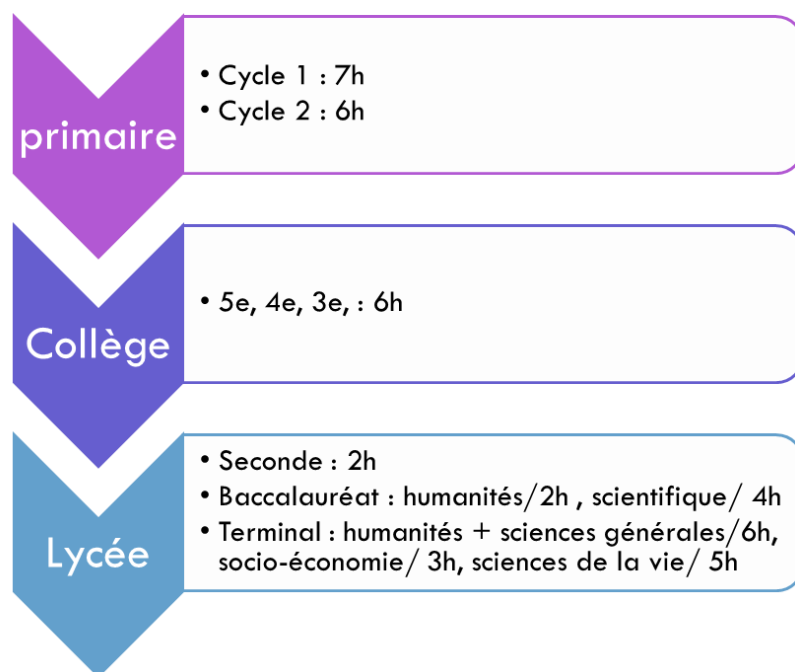 primaire
• Cycle 1 : 7h
• Cycle 2 : 6h
Collège
• 5e, 4e, 3e, : 6h
Lycée
• Seconde : 2h
• Baccalauréat : humanités/2h , scientifique/ 4h
• Terminal : humanités + sciences générales/6h,
socio-économie/ 3h, sciences de la vie/ 5h